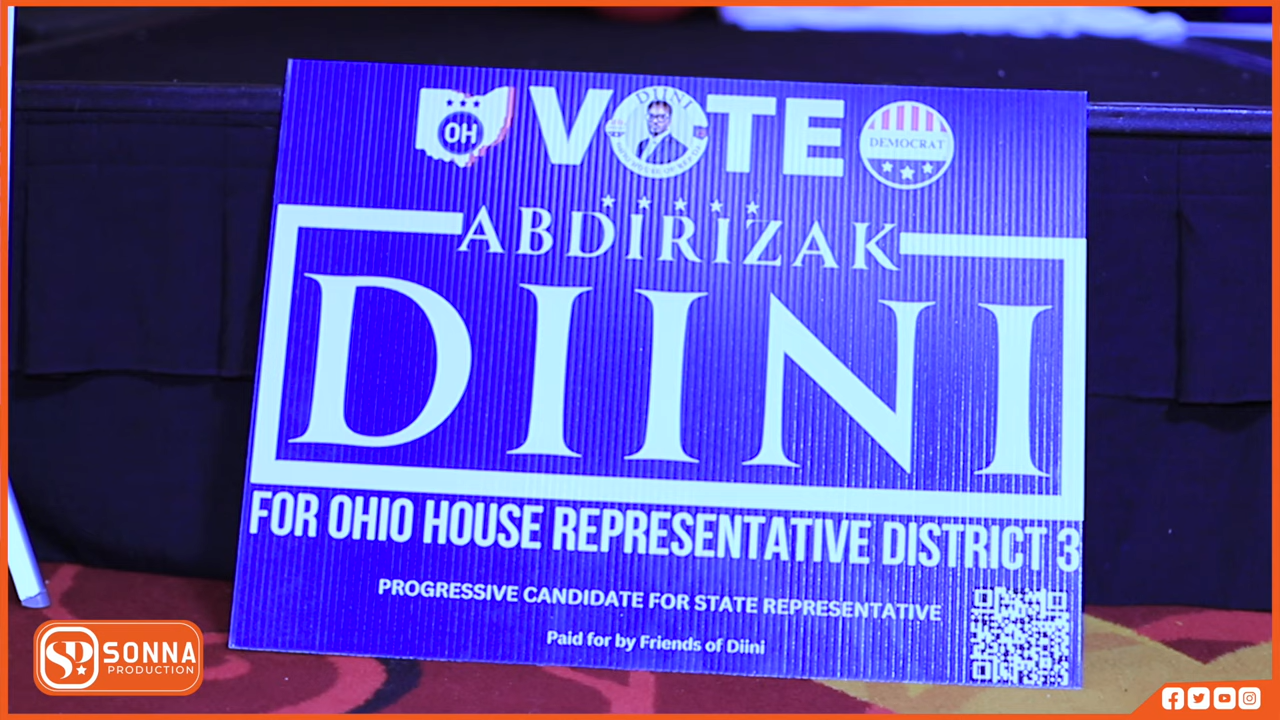 OH VOTE DEMOCRAT
DIINI
ABDIRIZAK
DIINI
FOR OHIO HOUSE REPRESENTATIVE DISTRICT 3
PROGRESSIVE CANDIDATE FOR STATE REPRESENTATIVE
Paid for by Friends of Diini
SP SONNA
PRODUCTION